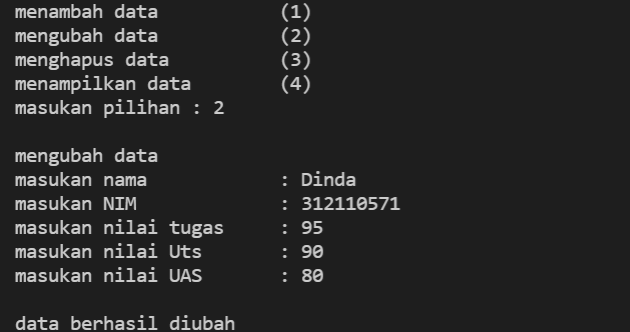 menambah data (1)
mengubah data (2)
menghapus data (3)
menampilkan data (4)
masukan pilihan : 2
mengubah data
masukan nama : Dinda
masukan NIM : 312110571
masukan nilai tugas : 95
masukan nilai Uts : 90
masukan nilai UAS : 80
data berhasil diubah